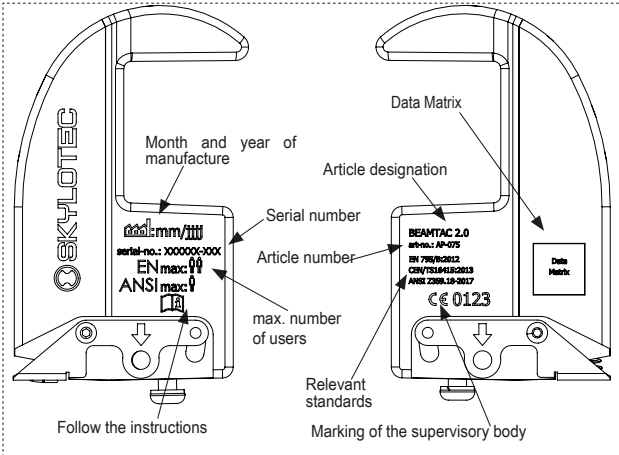 SKYLOTEC
Month and year of
manufacture
:mm/jjjj
serial-no.: XXXXXX-XXX
EN max:
ANSI max:
Follow the instructions
Serial number
Article number
max. number
of users
Data Matrix
Article designation
BEAMTAC 2.0
art-no.: AP-075
EN 795/B:2012
CEN/TS16415:2013
ANSI Z359.18-2017
CE 0123
Data
Matrix
Relevant
standards
Marking of the supervisory body